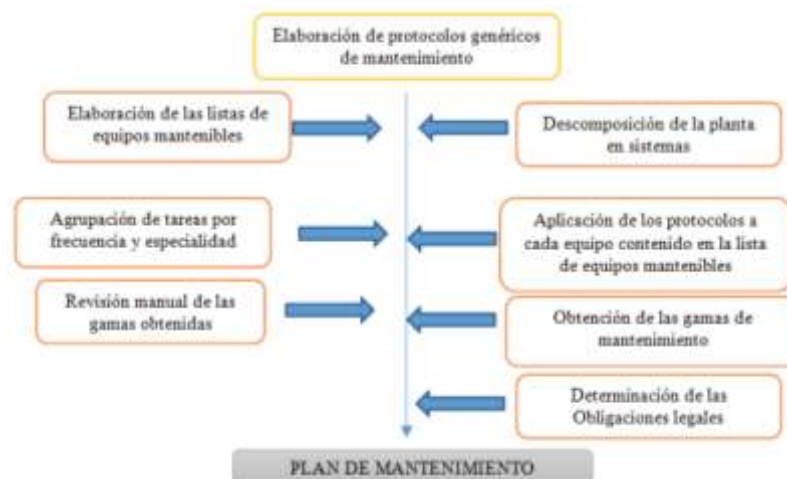 Elaboración de protocolos genéricos
de mantenimiento
Elaboración de las listas de
equipos mantenibles
Descomposición de la planta
en sistemas
Agrupación de tareas por
frecuencia y especialidad
Aplicación de los protocolos a
cada equipo contenido en la lista
de equipos mantenibles
Revisión manual de las
gamas obtenidas
Obtención de las gamas de
mantenimiento
Determinación de las
Obligaciones legales
PLAN DE MANTENIMIENTO